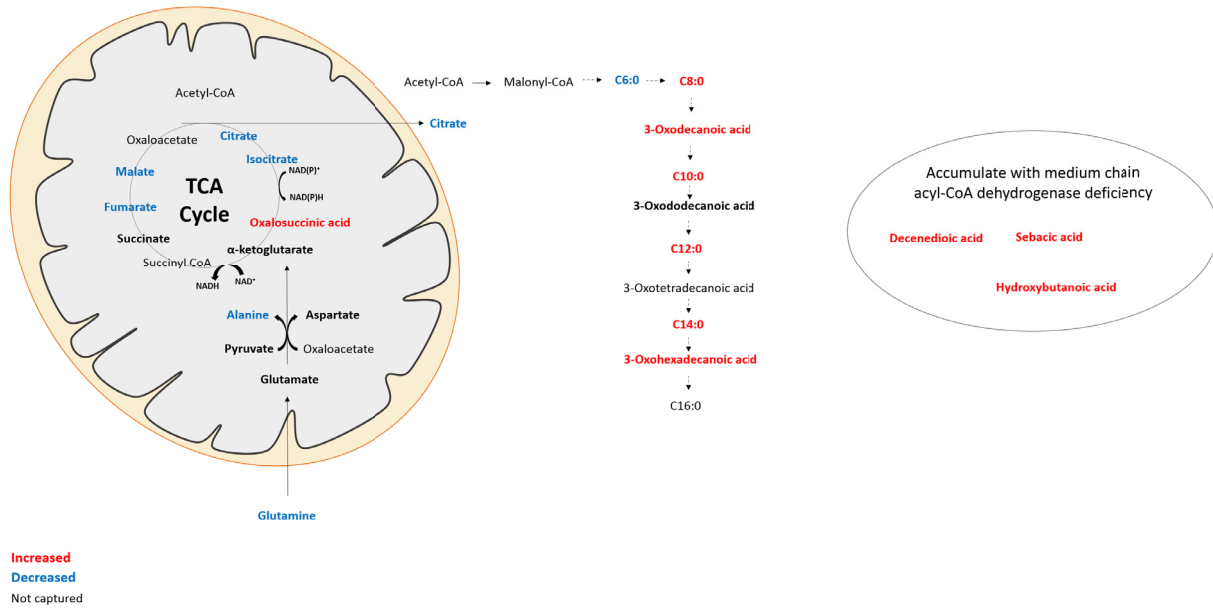 Acetyl-CoA
Oxaloacetate
Citrate
Malate
Isocitrate
NAD(P)⁺
NAD(P)H
TCA
Cycle
Fumarate
Oxalosuccinic acid
Succinate
α-ketoglutarate
Succinyl CoA
NADH
NAD⁺
Alanine
Aspartate
Pyruvate
Oxaloacetate
Glutamate
Glutamine
Citrate
Acetyl-CoA
Malonyl-CoA
C6:0
C8:0
3-Oxodecanoic acid
C10:0
3-Oxododecanoic acid
C12:0
3-Oxotetradecanoic acid
C14:0
3-Oxohexadecanoic acid
C16:0
Accumulate with medium chain
acyl-CoA dehydrogenase deficiency
Decenedioic acid
Sebacic acid
Hydroxybutanoic acid
Increased
Decreased
Not captured